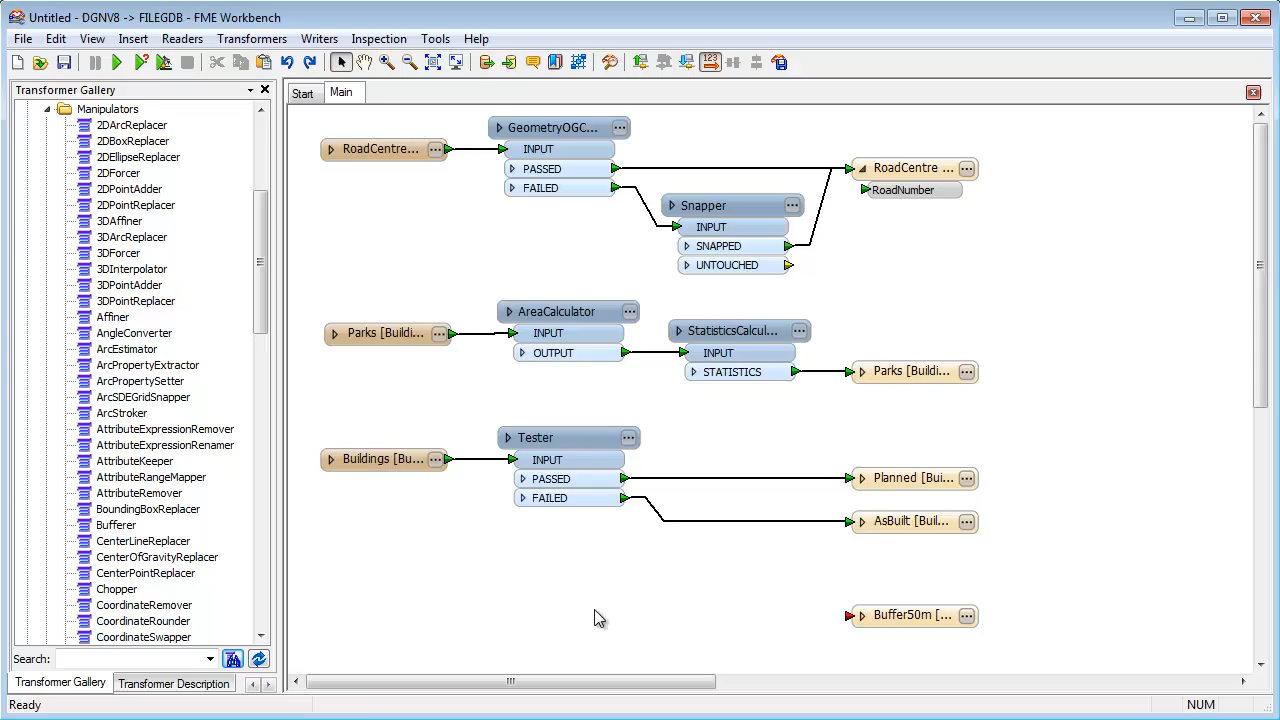 Untitled - DGNV8 -> FILEGDB - FME Workbench
File Edit View Insert Readers Transformers Writers Inspection Tools Help
Transformer Gallery
Start Main
Manipulators
2DArcReplacer
2DBoxReplacer
2DEllipseReplacer
2DForcer
2DPointAdder
2DPointReplacer
3DAffiner
3DArcReplacer
3DForcer
3DInterpolator
3DPointAdder
3DPointReplacer
Affiner
AngleConverter
ArcEstimator
ArcPropertyExtractor
ArcPropertySetter
ArcSDEGridSnapper
ArcStroker
AttributeExpressionRemover
AttributeExpressionRenamer
AttributeKeeper
AttributeRangeMapper
AttributeRemover
BoundingBoxReplacer
Bufferer
CenterLineReplacer
CenterOfGravityReplacer
CenterPointReplacer
Chopper
CoordinateRemover
CoordinateRounder
CoordinateSwapper
Search:
Transformer Gallery Transformer Description
RoadCentre...
GeometryOGC...
INPUT
PASSED
FAILED
Snapper
INPUT
SNAPPED
UNTOUCHED
RoadCentre ...
RoadNumber
Parks [Buildi...
AreaCalculator
INPUT
OUTPUT
StatisticsCalcul...
INPUT
STATISTICS
Parks [Buildi...
Buildings [Bu...
Tester
INPUT
PASSED
FAILED
Planned [Bui...
AsBuilt [Buil...
Buffer50m [...
Ready
NUM
123